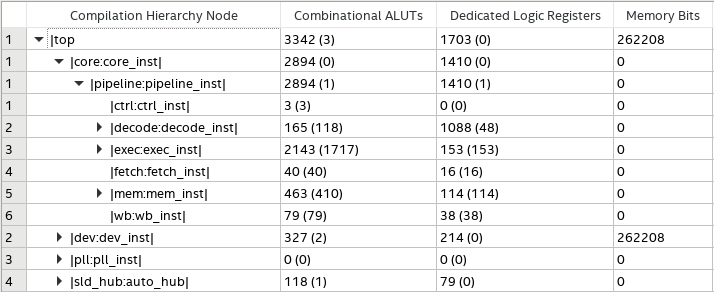 Compilation Hierarchy Node Combinational ALUTs Dedicated Logic Registers Memory Bits
1 |top 3342 (3) 1703 (0) 262208
1 |core:core_inst| 2894 (0) 1410 (0) 0
1 |pipeline:pipeline_inst| 2894 (1) 1410 (1) 0
1 |ctrl:ctrl_inst| 3 (3) 0 (0) 0
2 |decode:decode_inst| 165 (118) 1088 (48) 0
3 |exec:exec_inst| 2143 (1717) 153 (153) 0
4 |fetch:fetch_inst| 40 (40) 16 (16) 0
5 |mem:mem_inst| 463 (410) 114 (114) 0
6 |wb:wb_inst| 79 (79) 38 (38) 0
2 |dev:dev_inst| 327 (2) 214 (0) 262208
3 |pll:pll_inst| 0 (0) 0 (0) 0
4 |sld_hub:auto_hub| 118 (1) 79 (0) 0